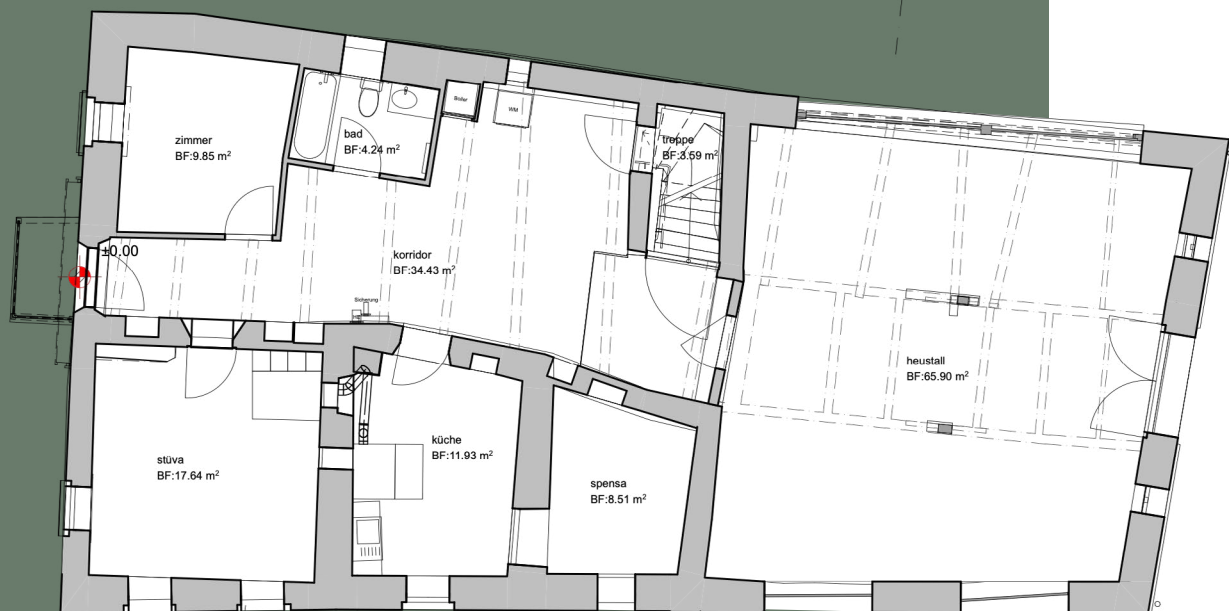 zimmer
BF:9.85 m²
bad
BF:4.24 m²
Boiler
WM
treppe
BF:3.59 m²
±0.00
korridor
BF:34.43 m²
Sicherung
heustall
BF:65.90 m²
stüva
BF:17.64 m²
küche
BF:11.93 m²
spensa
BF:8.51 m²